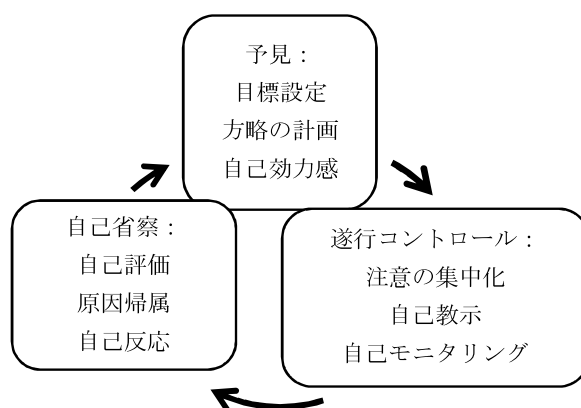 予見：
目標設定
方略の計画
自己効力感
遂行コントロール：
注意の集中化
自己教示
自己モニタリング
自己省察：
自己評価
原因帰属
自己反応